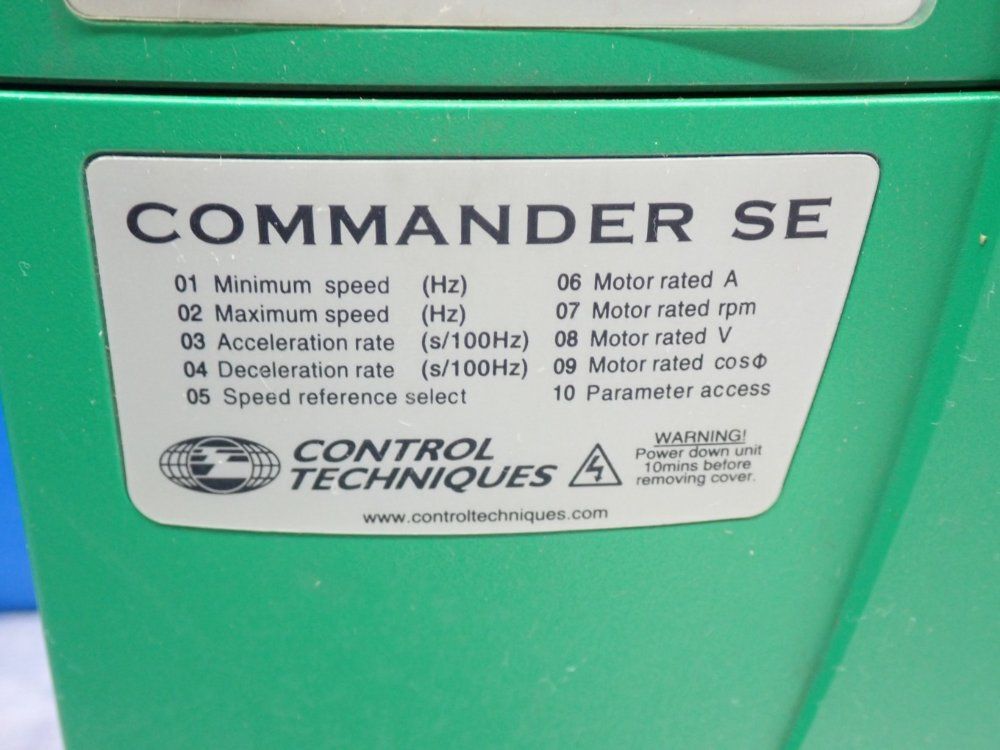 COMMANDER SE
01 Minimum speed (Hz)
02 Maximum speed (Hz)
03 Acceleration rate (s/100Hz)
04 Deceleration rate (s/100Hz)
05 Speed reference select
06 Motor rated A
07 Motor rated rpm
08 Motor rated V
09 Motor rated cosΦ
10 Parameter access
CONTROL
TECHNIQUES
WARNING!
Power down unit
10mins before
removing cover.
www.controltechniques.com